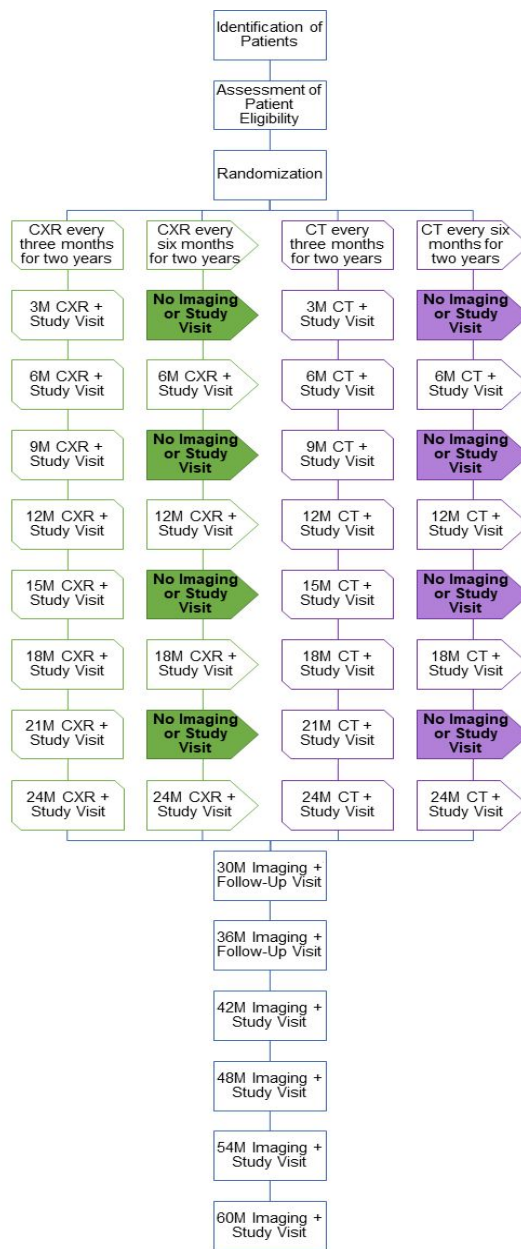 Identification of
Patients
Assessment of
Patient
Eligibility
Randomization
CXR every
three months
for two years
CXR every
six months
for two years
CT every
three months
for two years
CT every six
months for
two years
3M CXR +
Study Visit
No Imaging
or Study
Visit
3M CT +
Study Visit
No Imaging
or Study
Visit
6M CXR +
Study Visit
6M CXR +
Study Visit
6M CT +
Study Visit
6M CT +
Study Visit
9M CXR +
Study Visit
No Imaging
or Study
Visit
9M CT +
Study Visit
No Imaging
or Study
Visit
12M CXR +
Study Visit
12M CXR +
Study Visit
12M CT +
Study Visit
12M CT +
Study Visit
15M CXR +
Study Visit
No Imaging
or Study
Visit
15M CT +
Study Visit
No Imaging
or Study
Visit
18M CXR +
Study Visit
18M CXR +
Study Visit
18M CT +
Study Visit
18M CT +
Study Visit
21M CXR +
Study Visit
No Imaging
or Study
Visit
21M CT +
Study Visit
No Imaging
or Study
Visit
24M CXR +
Study Visit
24M CXR +
Study Visit
24M CT +
Study Visit
24M CT +
Study Visit
30M Imaging +
Follow-Up Visit
36M Imaging +
Follow-Up Visit
42M Imaging +
Study Visit
48M Imaging +
Study Visit
54M Imaging +
Study Visit
60M Imaging +
Study Visit